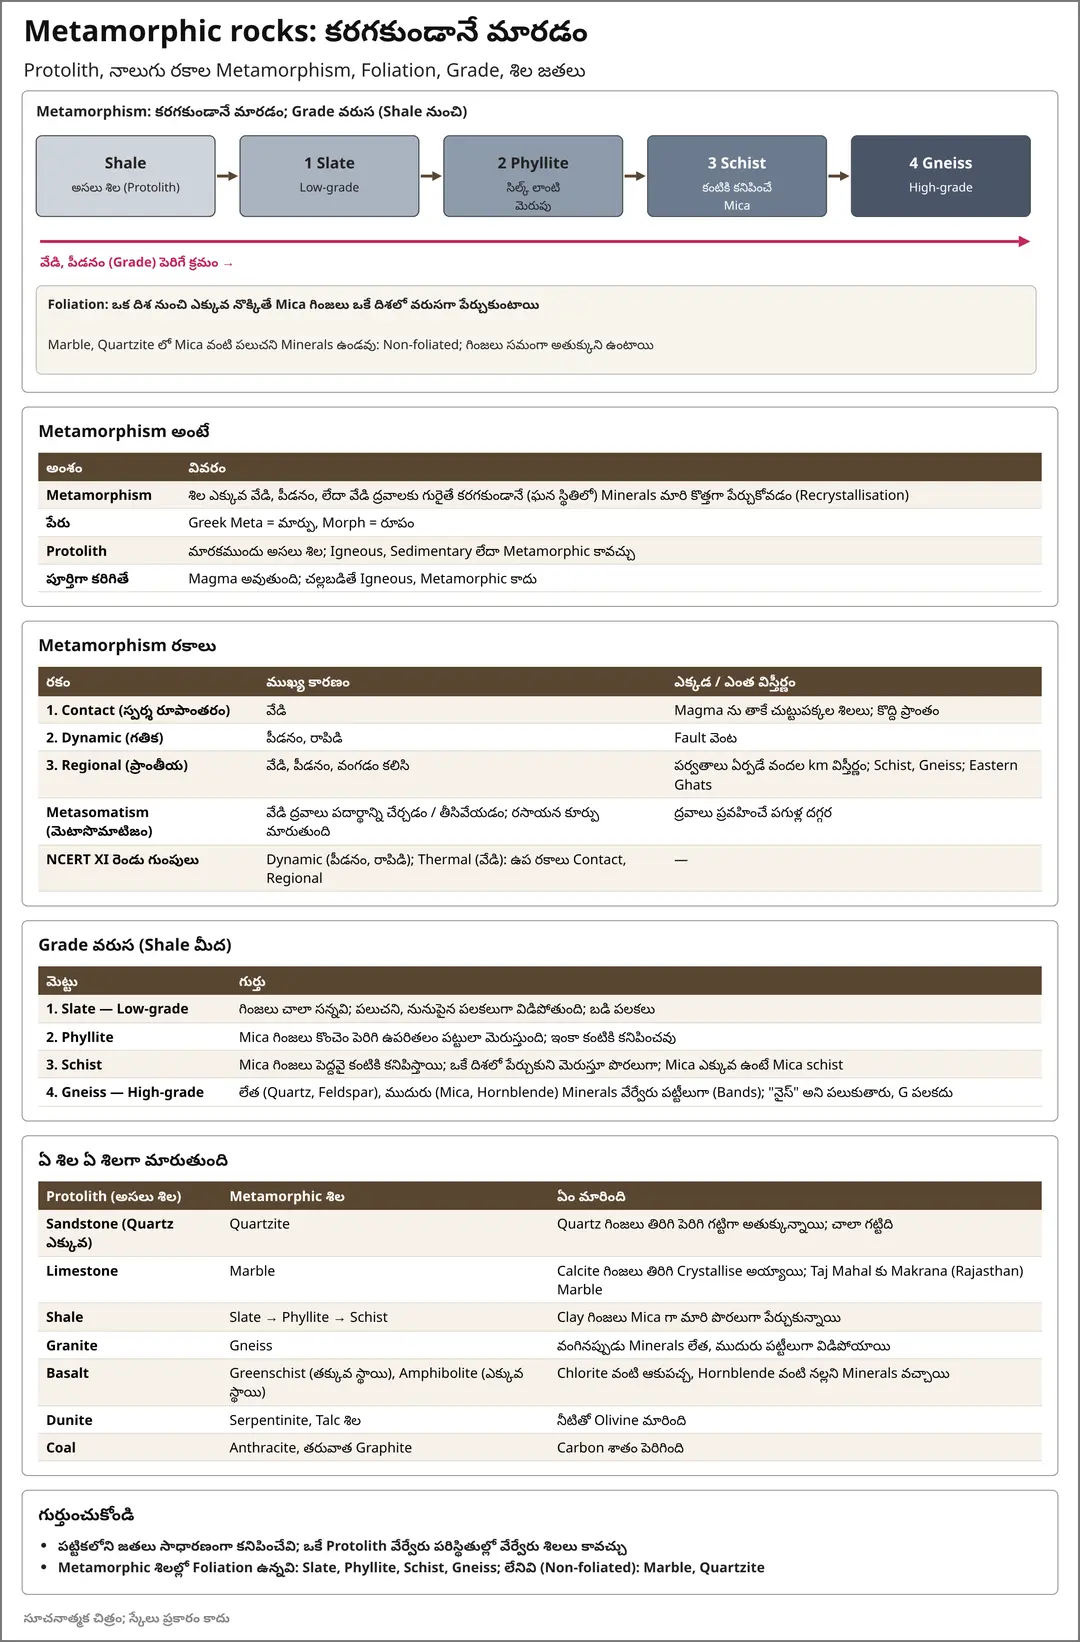 Metamorphic rocks: కరగకుండానే మారడం
Protolith, నాలుగు రకాల Metamorphism, Foliation, Grade, శిల జతలు
Metamorphism: కరగకుండానే మారడం; Grade వరుస (Shale నుంచి)
Shale
అసలు శిల (Protolith)
1 Slate
Low-grade
2 Phyllite
సిల్క్ లాంటి
మెరుపు
3 Schist
కంటికి కనిపించే
Mica
4 Gneiss
High-grade
వేడి, పీడనం (Grade) పెరిగే క్రమం →
Foliation: ఒక దిశ నుంచి ఎక్కువ నొక్కితే Mica గింజలు ఒకే దిశలో వరుసగా పేర్చుకుంటాయి
Marble, Quartzite లో Mica వంటి పలుచని Minerals ఉండవు: Non-foliated; గింజలు సమంగా అతుక్కుని ఉంటాయి
Metamorphism అంటే
అంశం వివరం
Metamorphism శిల ఎక్కువ వేడి, పీడనం, లేదా వేడి ద్రవాలకు గురైతే కరగకుండానే (ఘన స్థితిలో) Minerals మారి కొత్తగా పేర్చుకోవడం (Recrystallisation)
పేరు Greek Meta = మార్పు, Morph = రూపం
Protolith మారకముందు అసలు శిల; Igneous, Sedimentary లేదా Metamorphic కావచ్చు
పూర్తిగా కరిగితే Magma అవుతుంది; చల్లబడితే Igneous, Metamorphic కాదు
Metamorphism రకాలు
రకం ముఖ్య కారణం ఎక్కడ / ఎంత విస్తీర్ణం
1. Contact (స్పర్శ రూపాంతరం) వేడి Magma ను తాకే చుట్టుపక్కల శిలలు; కొద్ది ప్రాంతం
2. Dynamic (గతిక) పీడనం, రాపిడి Fault వెంట
3. Regional (ప్రాంతీయ) వేడి, పీడనం, వంగడం కలిసి పర్వతాలు ఏర్పడే వందల km విస్తీర్ణం; Schist, Gneiss; Eastern
Ghats
Metasomatism వేడి ద్రవాలు పదార్థాన్ని చేర్చడం / తీసివేయడం; రసాయన కూర్పు ద్రవాలు ప్రవహించే పగుళ్ల దగ్గర
(మెటాసొమాటిజం) మారుతుంది
NCERT XI రెండు గుంపులు Dynamic (పీడనం, రాపిడి); Thermal (వేడి): ఉప రకాలు Contact, —
Regional
Grade వరుస (Shale మీద)
మెట్టు గుర్తు
1. Slate — Low-grade గింజలు చాలా సన్నవి; పలుచని, నునుపైన పలకలుగా విడిపోతుంది; బడి పలకలు
2. Phyllite Mica గింజలు కొంచెం పెరిగి ఉపరితలం పట్టులా మెరుస్తుంది; ఇంకా కంటికి కనిపించవు
3. Schist Mica గింజలు పెద్దవై కంటికి కనిపిస్తాయి; ఒకే దిశలో పేర్చుకుని మెరుస్తూ పొరలుగా; Mica ఎక్కువ ఉంటే Mica schist
4. Gneiss — High-grade లేత (Quartz, Feldspar), ముదురు (Mica, Hornblende) Minerals వేర్వేరు పట్టీలుగా (Bands); "నైస్" అని పలుకుతారు, G పలకదు
ఏ శిల ఏ శిలగా మారుతుంది
Protolith (అసలు శిల) Metamorphic శిల ఏం మారింది
Sandstone (Quartz Quartzite Quartz గింజలు తిరిగి పెరిగి గట్టిగా అతుక్కున్నాయి; చాలా గట్టిది
ఎక్కువ)
Limestone Marble Calcite గింజలు తిరిగి Crystallise అయ్యాయి; Taj Mahal కు Makrana (Rajasthan)
Marble
Shale Slate → Phyllite → Schist Clay గింజలు Mica గా మారి పొరలుగా పేర్చుకున్నాయి
Granite Gneiss వంగినప్పుడు Minerals లేత, ముదురు పట్టీలుగా విడిపోయాయి
Basalt Greenschist (తక్కువ స్థాయి), Amphibolite (ఎక్కువ Chlorite వంటి ఆకుపచ్చ, Hornblende వంటి నల్లని Minerals వచ్చాయి
స్థాయి)
Dunite Serpentinite, Talc శిల నీటితో Olivine మారింది
Coal Anthracite, తరువాత Graphite Carbon శాతం పెరిగింది
గుర్తుంచుకోండి
• పట్టికలోని జతలు సాధారణంగా కనిపించేవి; ఒకే Protolith వేర్వేరు పరిస్థితుల్లో వేర్వేరు శిలలు కావచ్చు
• Metamorphic శిలల్లో Foliation ఉన్నవి: Slate, Phyllite, Schist, Gneiss; లేనివి (Non-foliated): Marble, Quartzite
సూచనాత్మక చిత్రం; స్కేలు ప్రకారం కాదు